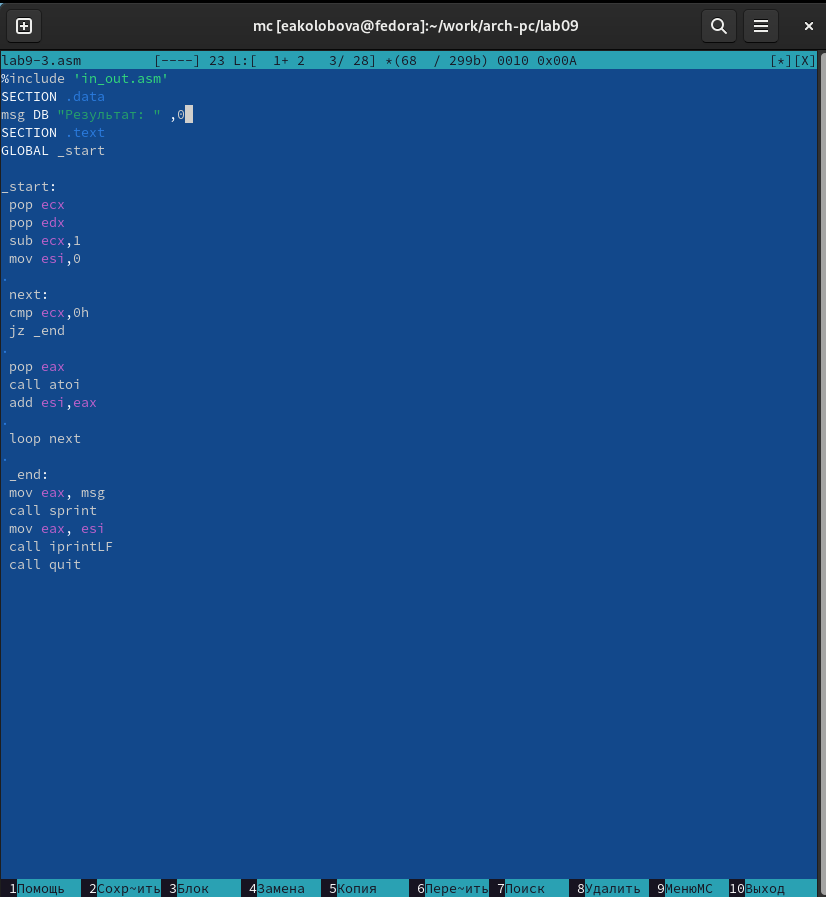 mc [eakolobova@fedora]:~/work/arch-pc/lab09
lab9-3.asm [----] 23 L:[ 1+ 2 3/ 28] *(68 / 299b) 0010 0x00A [*][X]
%include 'in_out.asm'
SECTION .data
msg DB "Результат: " ,0
SECTION .text
GLOBAL _start
_start:
pop ecx
pop edx
sub ecx,1
mov esi,0
.
next:
cmp ecx,0h
jz _end
.
pop eax
call atoi
add esi,eax
.
loop next
.
_end:
mov eax, msg
call sprint
mov eax, esi
call iprintLF
call quit
1Помощь 2Сохр~ить 3Блок 4Замена 5Копия 6Пере~ить 7Поиск 8Удалить 9МенюMC 10Выход